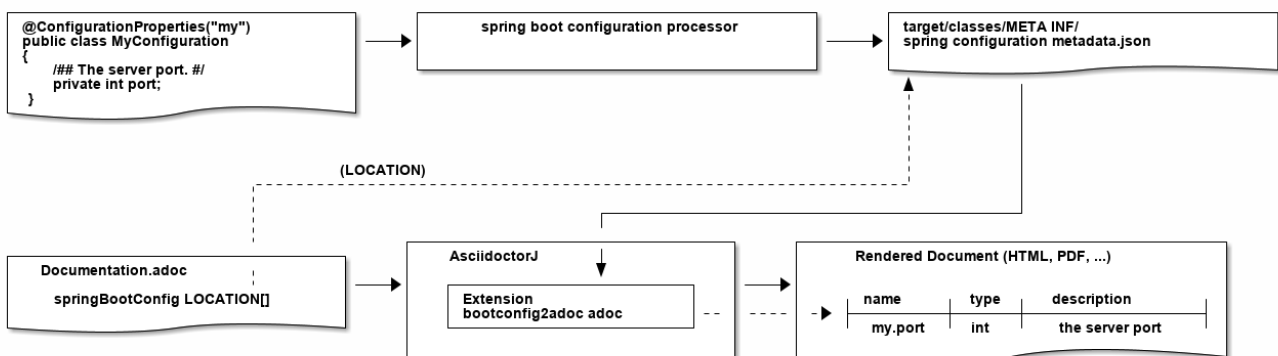 @ConfigurationProperties("my")
public class MyConfiguration
{
/## The server port. #/
private int port;
}
spring boot configuration processor
target/classes/META INF/
spring configuration metadata.json
(LOCATION)
Documentation.adoc
springBootConfig LOCATION[]
AsciidoctorJ
Extension
bootconfig2adoc adoc
Rendered Document (HTML, PDF, ...)
name type description
my.port int the server port